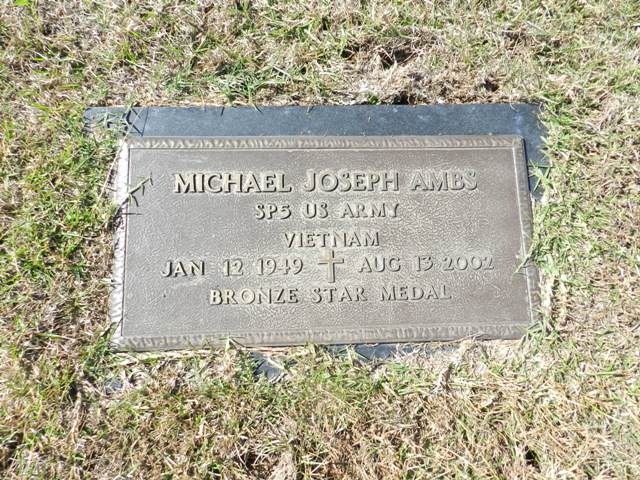 MICHAEL JOSEPH AMBS
SP5 US ARMY
VIETNAM
JAN 12 1949 AUG 13 2002
BRONZE STAR MEDAL